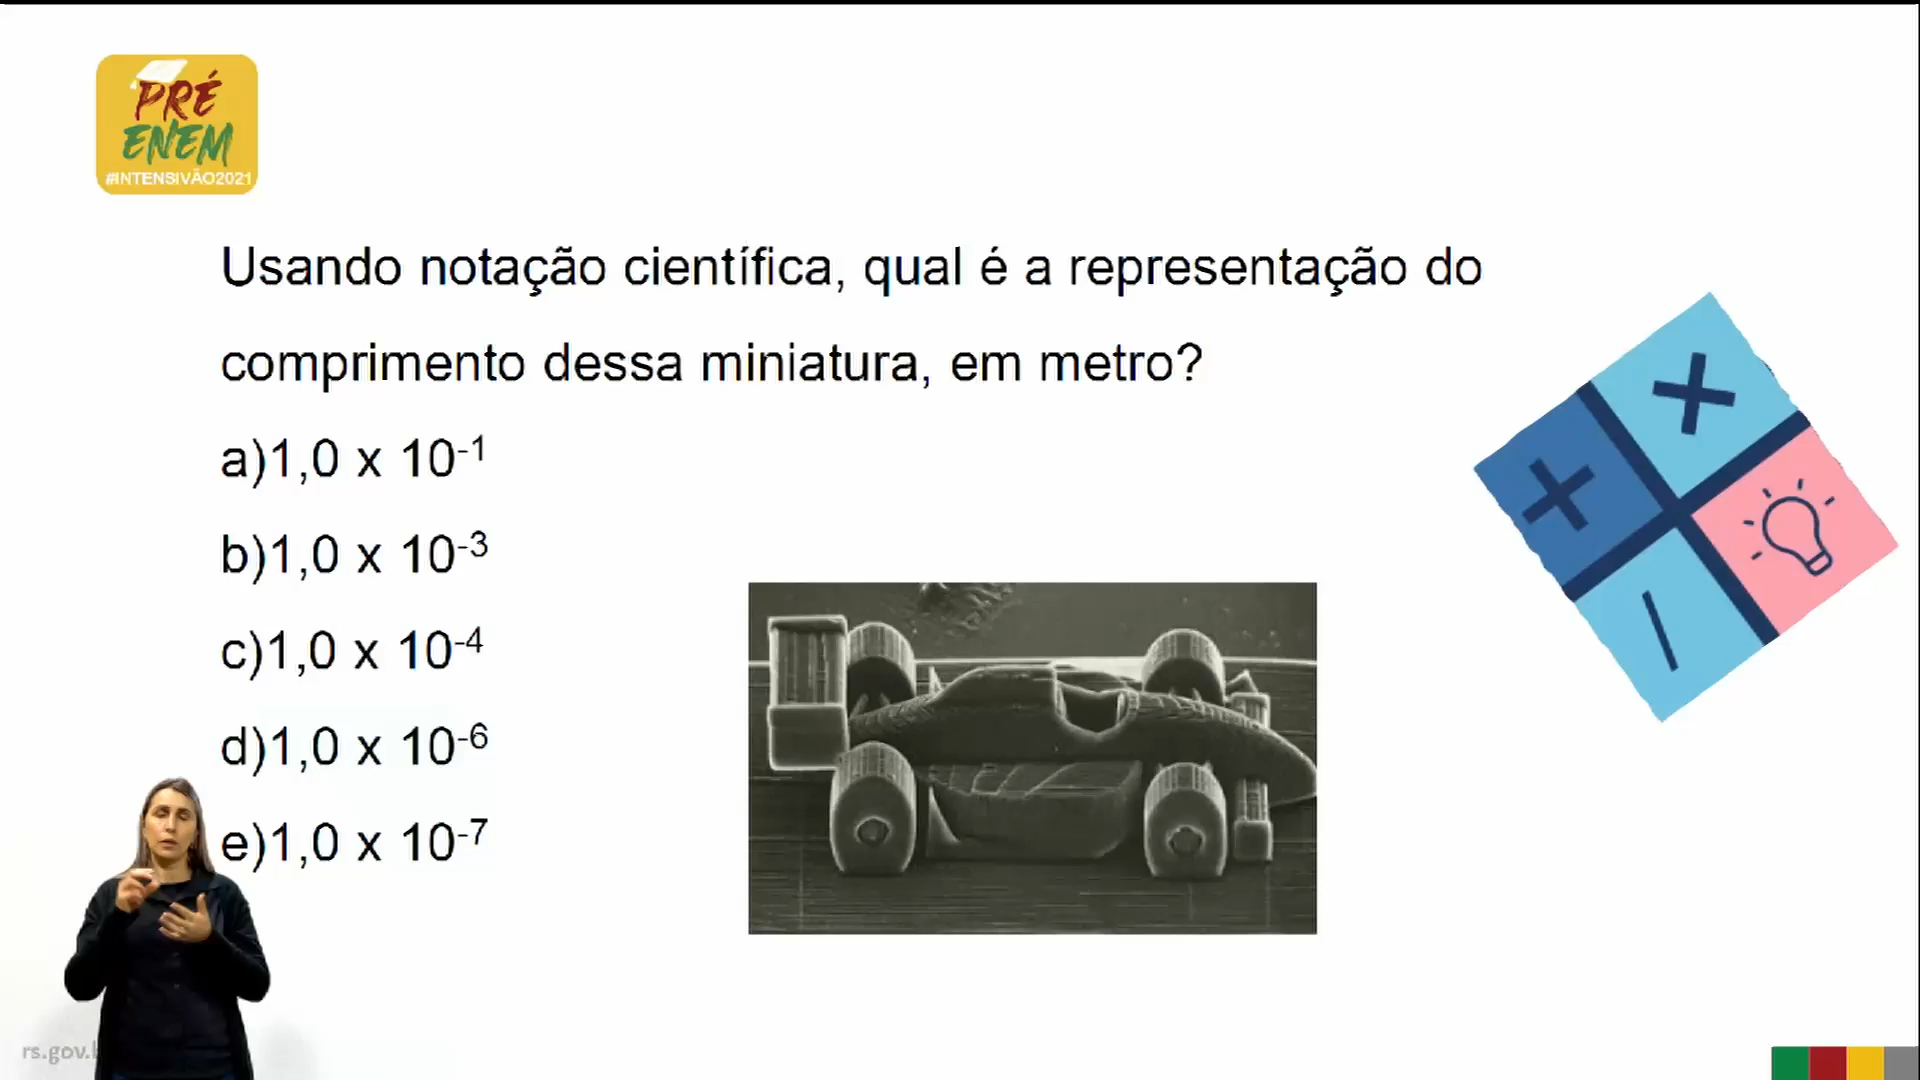 PRÉ
ENEM
#INTENSIVÃO2021
Usando notação científica, qual é a representação do
comprimento dessa miniatura, em metro?
a)1,0 x 10⁻¹
b)1,0 x 10⁻³
c)1,0 x 10⁻⁴
d)1,0 x 10⁻⁶
e)1,0 x 10⁻⁷
rs.gov.